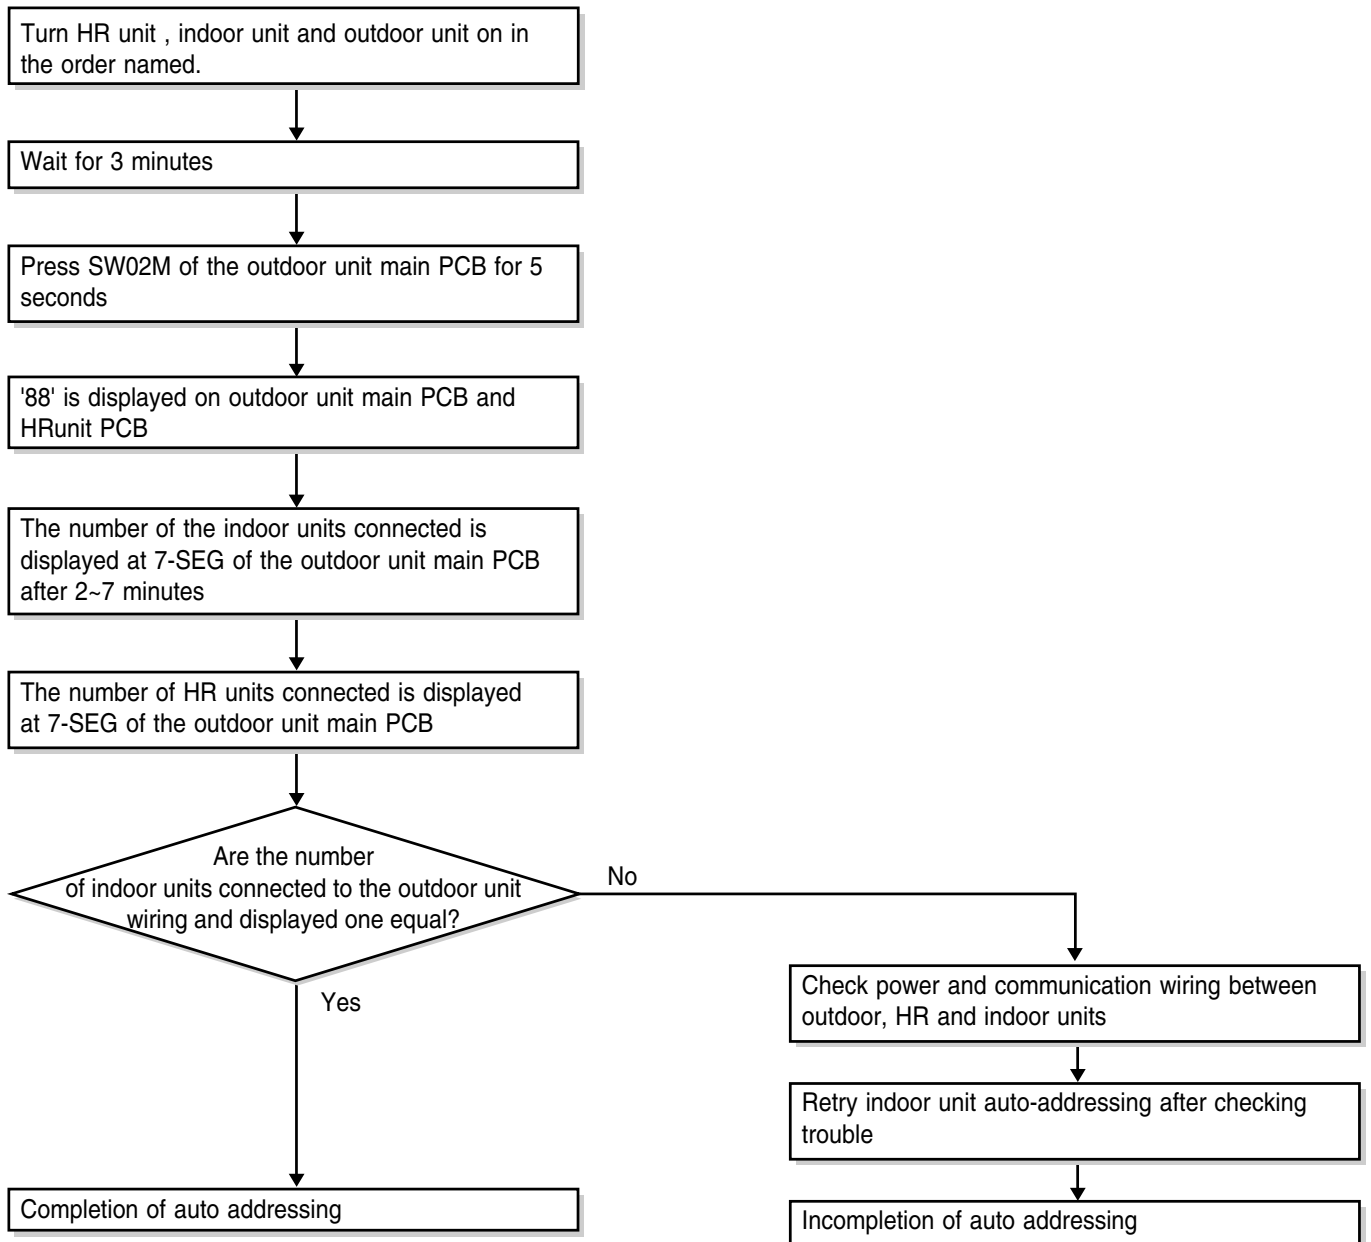 Turn HR unit , indoor unit and outdoor unit on in
the order named.
Wait for 3 minutes
Press SW02M of the outdoor unit main PCB for 5
seconds
'88' is displayed on outdoor unit main PCB and
HRunit PCB
The number of the indoor units connected is
displayed at 7-SEG of the outdoor unit main PCB
after 2~7 minutes
The number of HR units connected is displayed
at 7-SEG of the outdoor unit main PCB
Are the number
of indoor units connected to the outdoor unit
wiring and displayed one equal?
No
Yes
Check power and communication wiring between
outdoor, HR and indoor units
Retry indoor unit auto-addressing after checking
trouble
Completion of auto addressing
Incompletion of auto addressing